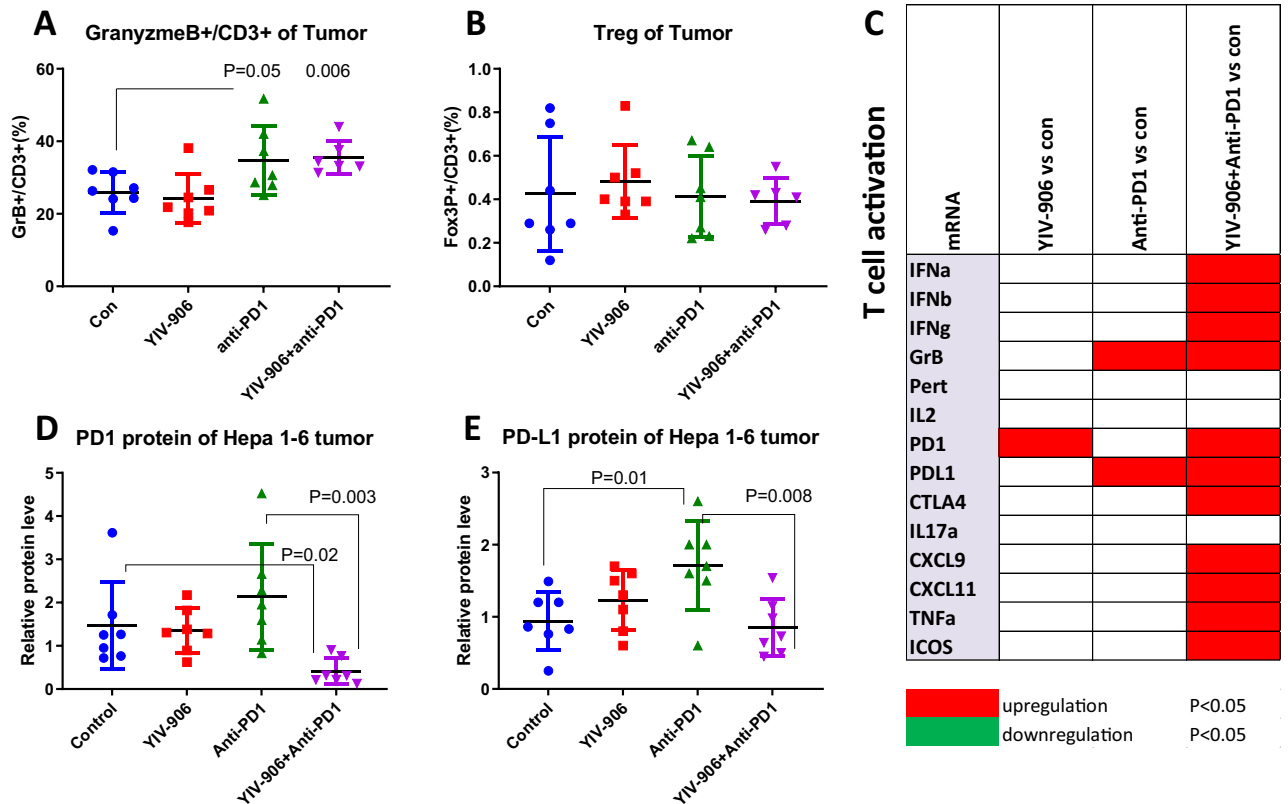 A
GranyzmeB+/CD3+ of Tumor
P=0.05
0.006
60
40
20
0
GrB+/CD3+(%)
Con
YIV-906
anti-PD1
YIV-906+anti-PD1
B
Treg of Tumor
1.0
0.8
0.6
0.4
0.2
0.0
Fox3P+/CD3+(%)
Con
YIV-906
anti-PD1
YIV-906+anti-PD1
C
T cell activation
mRNA
YIV-906 vs con
Anti-PD1 vs con
YIV-906+Anti-PD1 vs con
IFNa
IFNb
IFNg
GrB
Pert
IL2
PD1
PDL1
CTLA4
IL17a
CXCL9
CXCL11
TNFa
ICOS
upregulation P<0.05
downregulation P<0.05
D
PD1 protein of Hepa 1-6 tumor
P=0.003
P=0.02
5
4
3
2
1
0
Relative protein leve
Control
YIV-906
Anti-PD1
YIV-906+Anti-PD1
E
PD-L1 protein of Hepa 1-6 tumor
P=0.01
P=0.008
3
2
1
0
Relative protein leve
Control
YIV-906
Anti-PD1
YIV-906+Anti-PD1